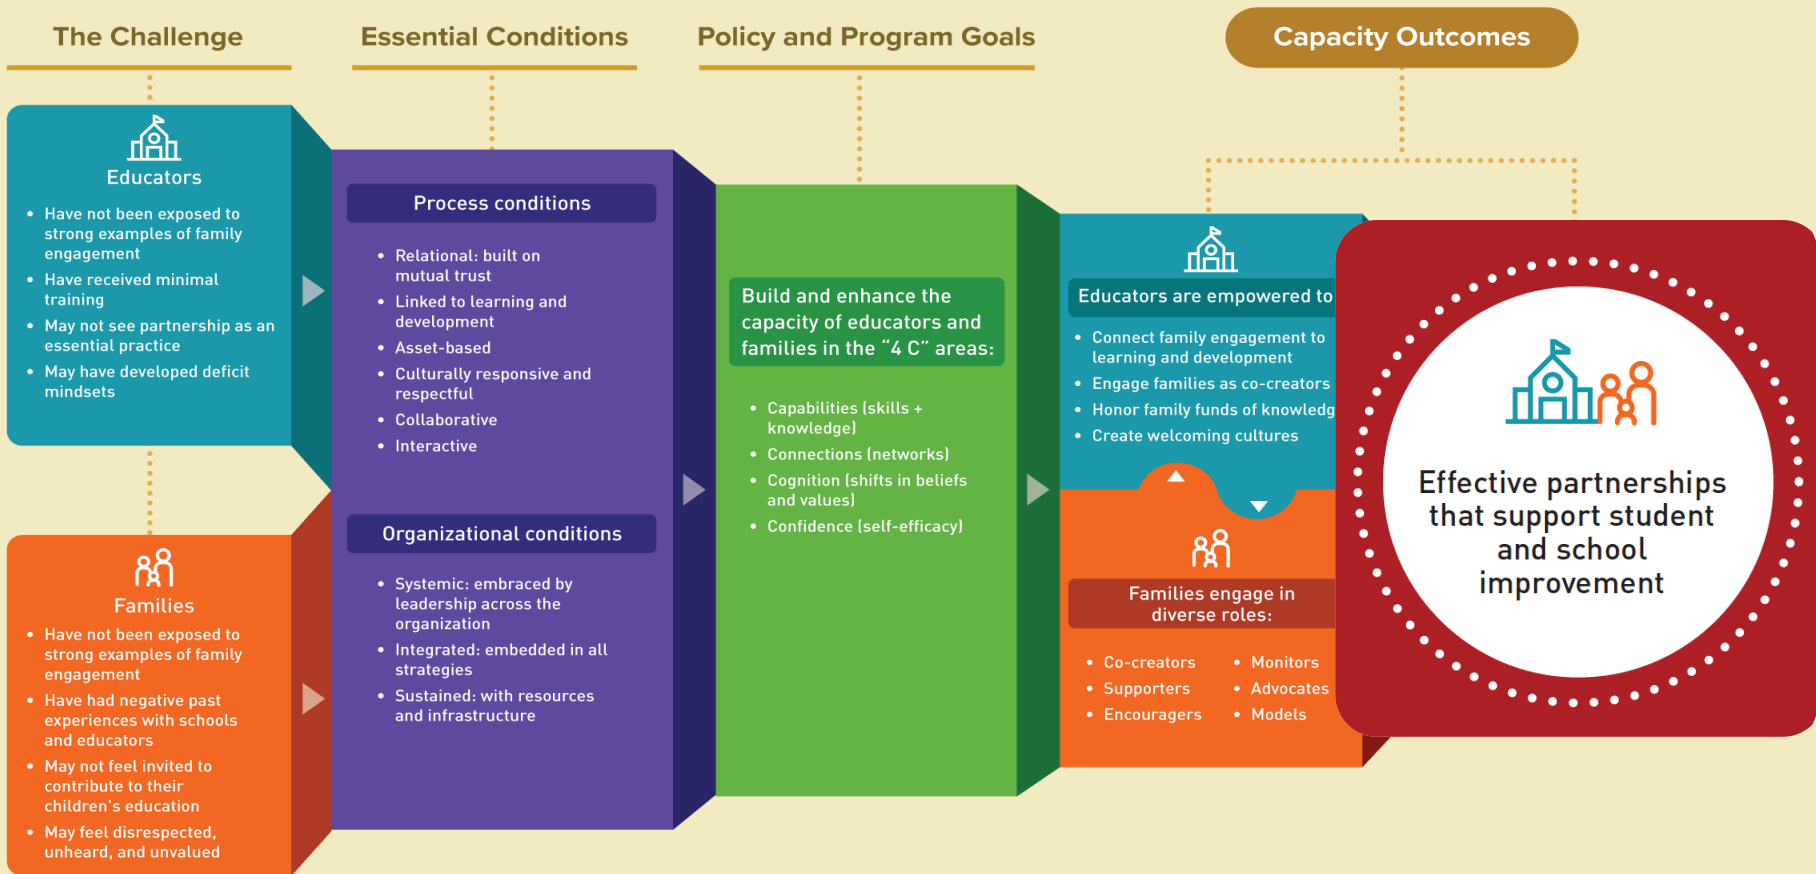 The Challenge
Educators
• Have not been exposed to
strong examples of family
engagement
• Have received minimal
training
• May not see partnership as an
essential practice
• May have developed deficit
mindsets
Families
• Have not been exposed to
strong examples of family
engagement
• Have had negative past
experiences with schools
and educators
• May not feel invited to
contribute to their
children's education
• May feel disrespected,
unheard, and unvalued
Essential Conditions
Process conditions
• Relational: built on
mutual trust
• Linked to learning and
development
• Asset-based
• Culturally responsive and
respectful
• Collaborative
• Interactive
Organizational conditions
• Systemic: embraced by
leadership across the
organization
• Integrated: embedded in all
strategies
• Sustained: with resources
and infrastructure
Policy and Program Goals
Build and enhance the
capacity of educators and
families in the “4 C” areas:
• Capabilities (skills +
knowledge)
• Connections (networks)
• Cognition (shifts in beliefs
and values)
• Confidence (self-efficacy)
Capacity Outcomes
Educators are empowered to
• Connect family engagement to
learning and development
• Engage families as co-creators
• Honor family funds of knowledg
• Create welcoming cultures
Families engage in
diverse roles:
• Co-creators
• Supporters
• Encouragers
• Monitors
• Advocates
• Models
Effective partnerships
that support student
and school
improvement